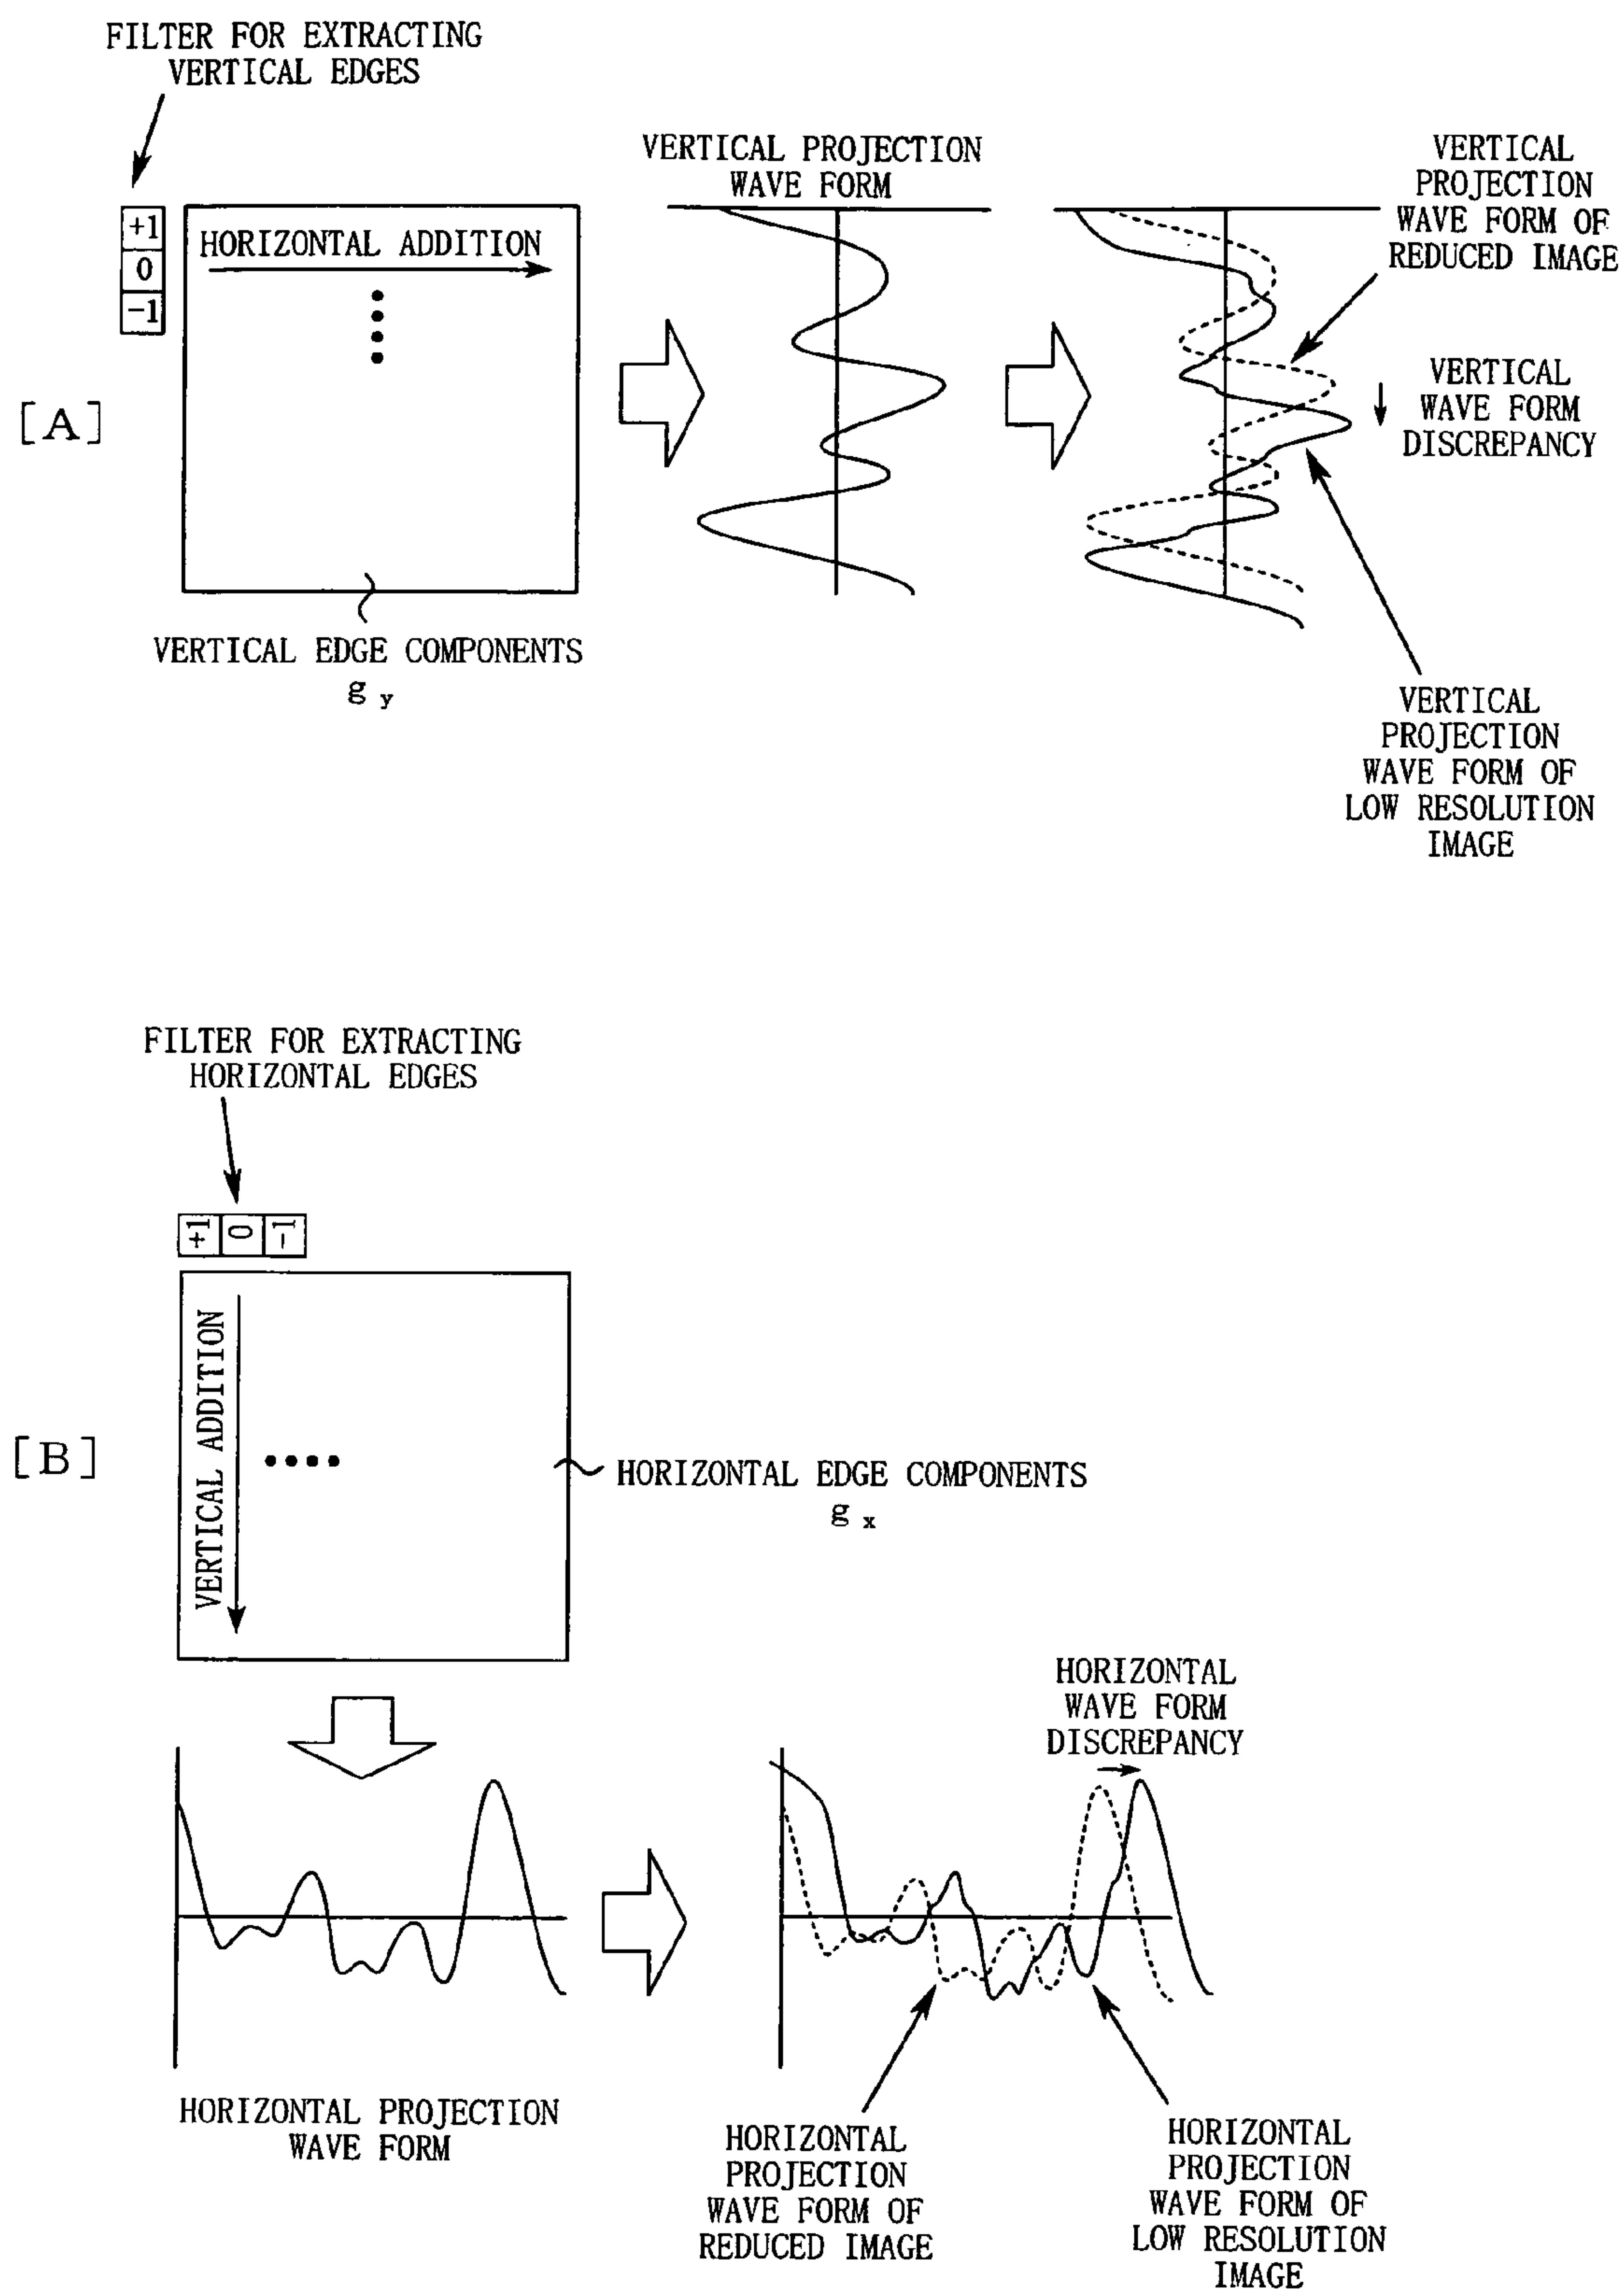 FILTER FOR EXTRACTING
VERTICAL EDGES
+1
0
-1
HORIZONTAL ADDITION
[A]
VERTICAL EDGE COMPONENTS
g y
VERTICAL PROJECTION
WAVE FORM
VERTICAL
PROJECTION
WAVE FORM OF
REDUCED IMAGE
VERTICAL
WAVE FORM
DISCREPANCY
VERTICAL
PROJECTION
WAVE FORM OF
LOW RESOLUTION
IMAGE
FILTER FOR EXTRACTING
HORIZONTAL EDGES
+1 0 -1
VERTICAL ADDITION
[B]
HORIZONTAL EDGE COMPONENTS
g x
HORIZONTAL PROJECTION
WAVE FORM
HORIZONTAL
WAVE FORM
DISCREPANCY
HORIZONTAL
PROJECTION
WAVE FORM OF
REDUCED IMAGE
HORIZONTAL
PROJECTION
WAVE FORM OF
LOW RESOLUTION
IMAGE